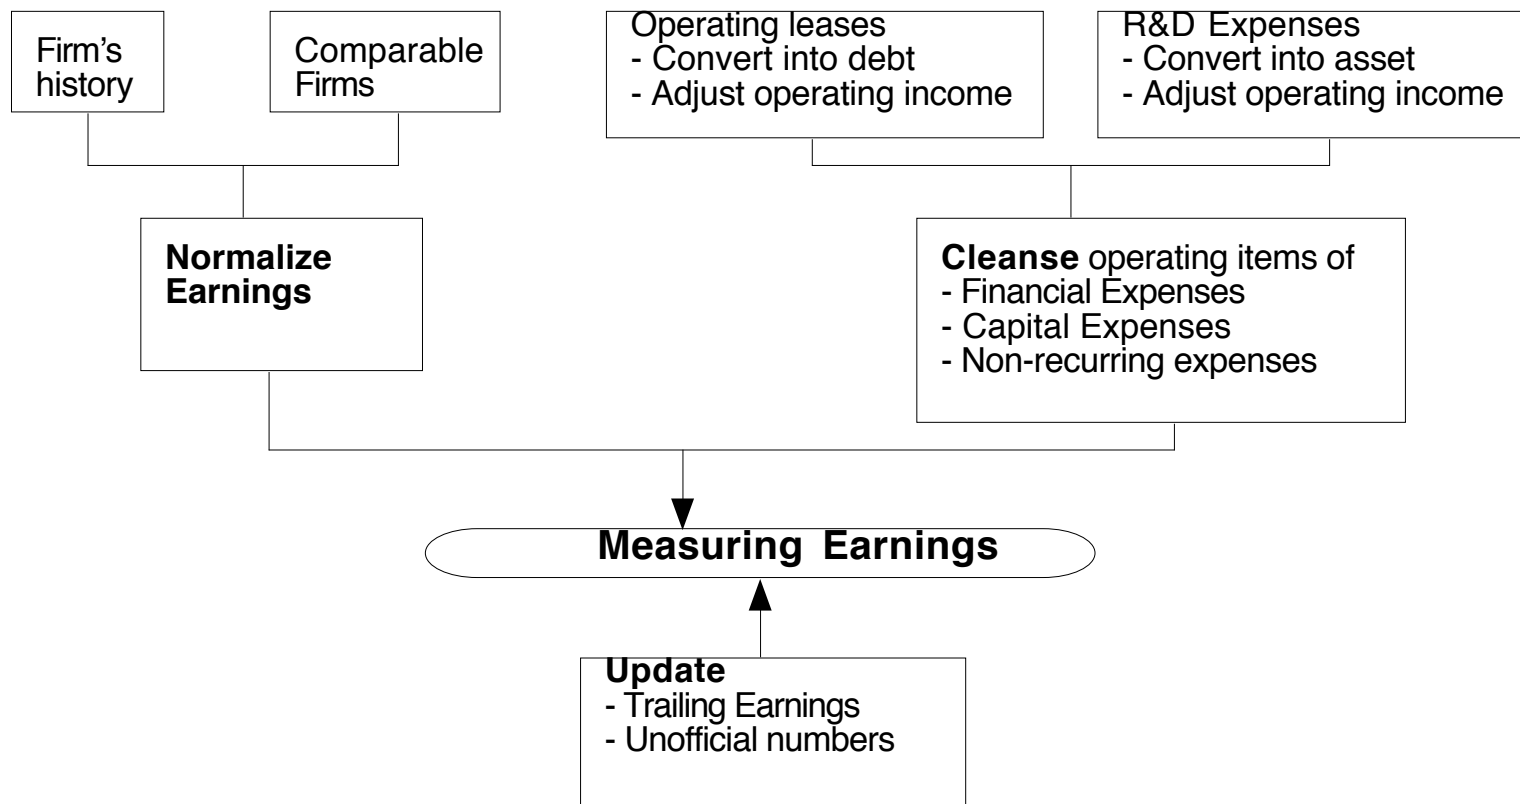 Firm's
history
Comparable
Firms
Operating leases
- Convert into debt
- Adjust operating income
R&D Expenses
- Convert into asset
- Adjust operating income
Normalize
Earnings
Cleanse operating items of
- Financial Expenses
- Capital Expenses
- Non-recurring expenses
Measuring Earnings
Update
- Trailing Earnings
- Unofficial numbers